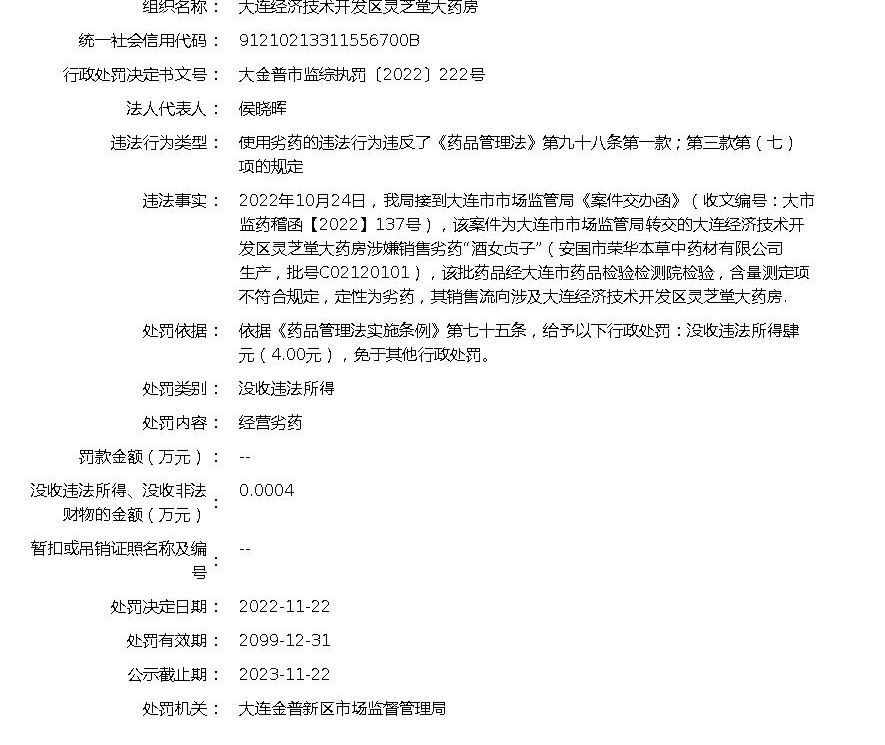 组织名称： 大连经济技术开发区灵芝堂大药房
统一社会信用代码： 91210213311556700B
行政处罚决定书文号： 大金普市监综执罚〔2022〕222号
法人代表人： 侯晓晖
违法行为类型： 使用劣药的违法行为违反了《药品管理法》第九十八条第一款；第三款第（七）
项的规定
违法事实： 2022年10月24日，我局接到大连市市场监管局《案件交办函》（收文编号：大市
监药稽函【2022】137号），该案件为大连市市场监管局转交的大连经济技术开
发区灵芝堂大药房涉嫌销售劣药“酒女贞子”（安国市荣华本草中药材有限公司
生产，批号C02120101），该批药品经大连市药品检验检测院检验，含量测定项
不符合规定，定性为劣药，其销售流向涉及大连经济技术开发区灵芝堂大药房.
处罚依据： 依据《药品管理法实施条例》第七十五条，给予以下行政处罚：没收违法所得肆
元（4.00元），免于其他行政处罚。
处罚类别： 没收违法所得
处罚内容： 经营劣药
罚款金额（万元）： --
没收违法所得、没收非法
财物的金额（万元）： 0.0004
暂扣或吊销证照名称及编
号： --
处罚决定日期： 2022-11-22
处罚有效期： 2099-12-31
公示截止期： 2023-11-22
处罚机关： 大连金普新区市场监督管理局